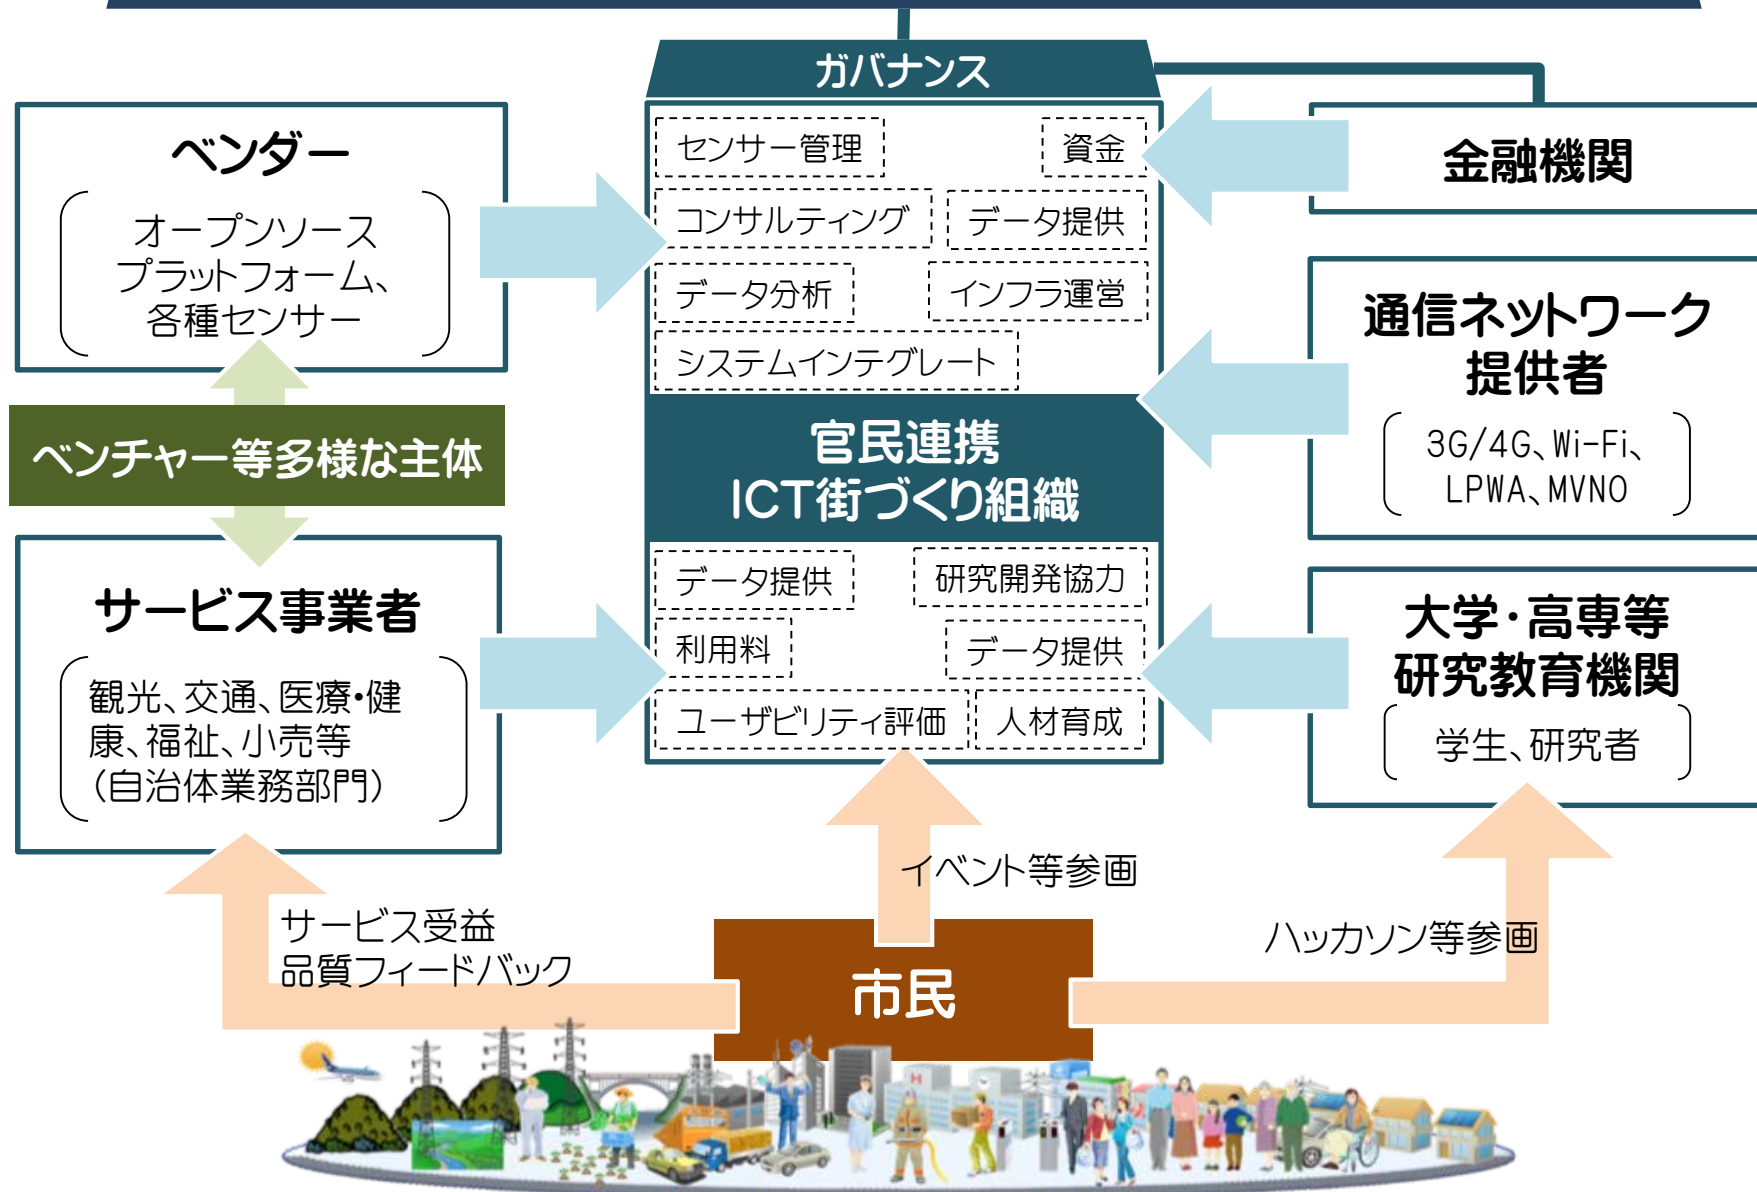 ガバナンス
ベンダー
オープンソース
プラットフォーム、
各種センサー
ベンチャー等多様な主体
サービス事業者
観光、交通、医療・健
康、福祉、小売等
(自治体業務部門)
センサー管理
資金
コンサルティング
データ提供
データ分析
インフラ運営
システムインテグレート
官民連携
ICT街づくり組織
データ提供
研究開発協力
利用料
データ提供
ユーザビリティ評価
人材育成
金融機関
通信ネットワーク
提供者
3G/4G、Wi-Fi、
LPWA、MVNO
大学・高専等
研究教育機関
学生、研究者
サービス受益
品質フィードバック
イベント等参画
ハッカソン等参画
市民
H